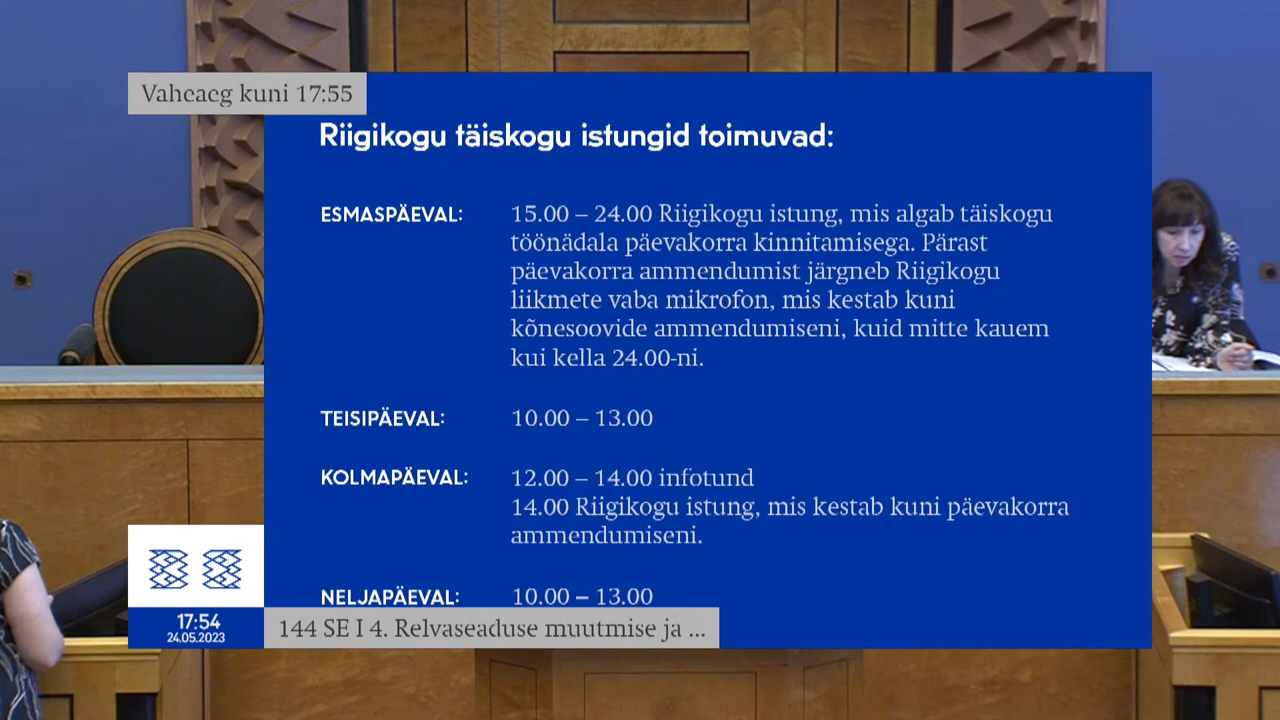 Vaheaeg kuni 17:55
Riigikogu täiskogu istungid toimuvad:
ESMASPÄEVAL:
15.00 – 24.00 Riigikogu istung, mis algab täiskogu
töönädala päevakorra kinnitamisega. Pärast
päevakorra ammendumist järgneb Riigikogu
liikmete vaba mikrofon, mis kestab kuni
kõnesoovide ammendumiseni, kuid mitte kauem
kui kella 24.00-ni.
TEISIPÄEVAL:
10.00 – 13.00
KOLMAPÄEVAL:
12.00 – 14.00 infotund
14.00 Riigikogu istung, mis kestab kuni päevakorra
ammendumiseni.
NELJAPÄEVAL:
10.00 – 13.00
17:54
24.05.2023
144 SE I 4. Relvaseaduse muutmise ja ...